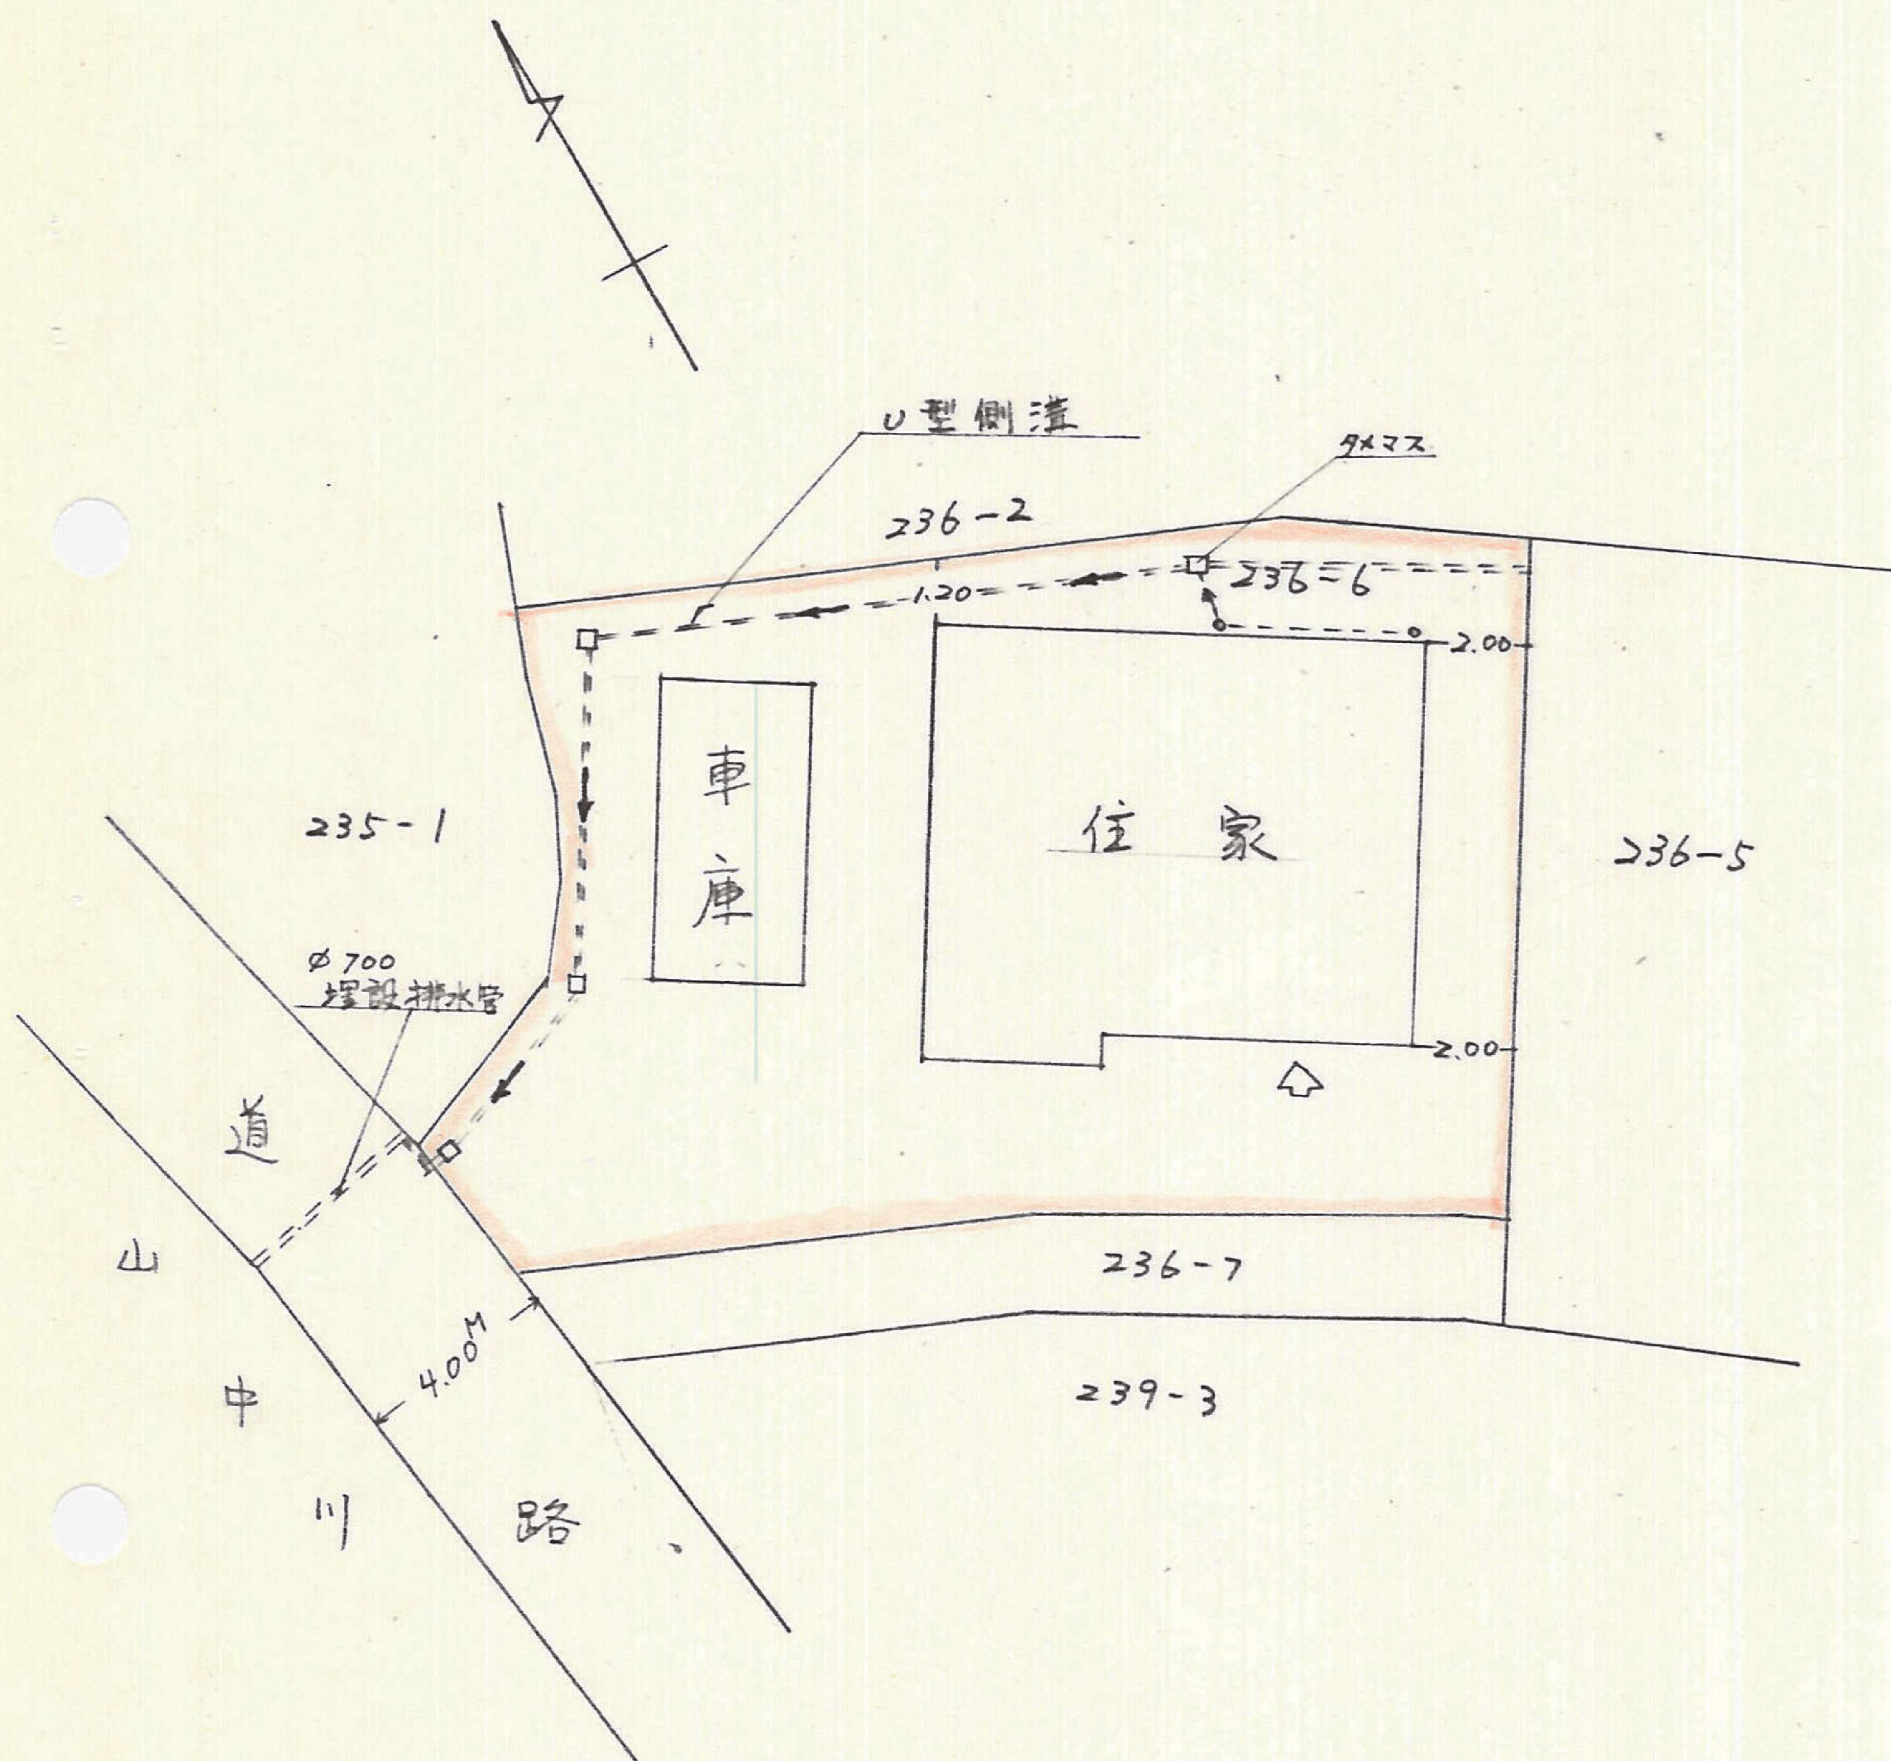 U型側溝
タメマス
236-2
1.20
236-6
2.00
車庫
住家
235-1
236-5
φ700
埋設排水管
2.00
道路
236-7
山中川
4.00M
239-3